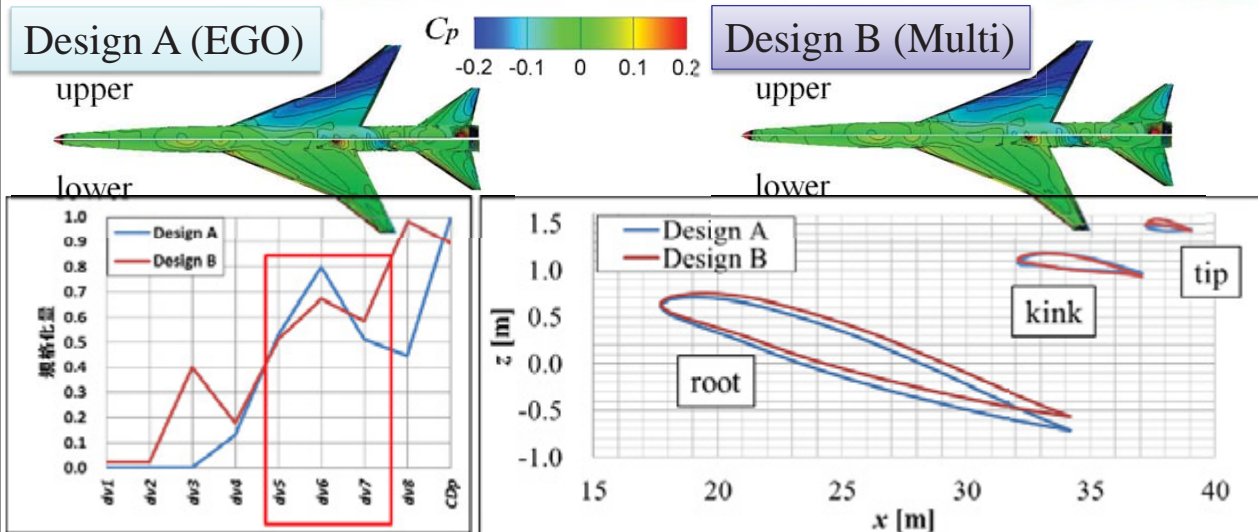 Design A (EGO)
Cp
-0.2 -0.1 0 0.1 0.2
Design B (Multi)
upper
lower
upper
lower
1.0
0.9
0.8
0.7
0.6
0.5
0.4
0.3
0.2
0.1
0.0
規格化量
Design A
Design B
dv1 dv2 dv3 dv4 dv5 dv6 dv7 dv8 CDp
1.5
1.0
0.5
0.0
-0.5
-1.0
z [m]
Design A
Design B
root
kink
tip
15 20 25 30 35 40
x [m]